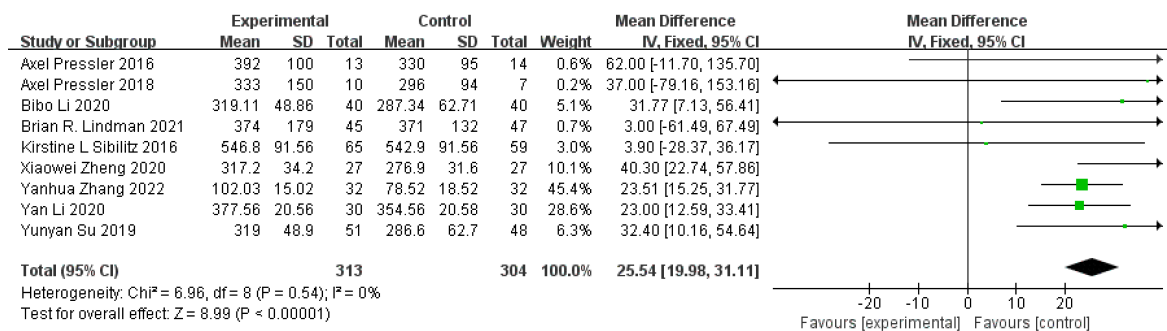 Experimental Control Mean Difference Mean Difference
Study or Subgroup Mean SD Total Mean SD Total Weight IV, Fixed, 95% CI IV, Fixed, 95% CI
Axel Pressler 2016 392 100 13 330 95 14 0.6% 62.00 [-11.70, 135.70]
Axel Pressler 2018 333 150 10 296 94 7 0.2% 37.00 [-79.16, 153.16]
Bibo Li 2020 319.11 48.86 40 287.34 62.71 40 5.1% 31.77 [7.13, 56.41]
Brian R. Lindman 2021 374 179 45 371 132 47 0.7% 3.00 [-61.49, 67.49]
Kirstine L Sibilitz 2016 546.8 91.56 65 542.9 91.56 59 3.0% 3.90 [-28.37, 36.17]
Xiaowei Zheng 2020 317.2 34.2 27 276.9 31.6 27 10.1% 40.30 [22.74, 57.86]
Yanhua Zhang 2022 102.03 15.02 32 78.52 18.52 32 45.4% 23.51 [15.25, 31.77]
Yan Li 2020 377.56 20.56 30 354.56 20.58 30 28.6% 23.00 [12.59, 33.41]
Yunyan Su 2019 319 48.9 51 286.6 62.7 48 6.3% 32.40 [10.16, 54.64]
Total (95% CI) 313 304 100.0% 25.54 [19.98, 31.11]
Heterogeneity: Chi² = 6.96, df = 8 (P = 0.54); I² = 0%
Test for overall effect: Z = 8.99 (P < 0.00001)
-20 -10 0 10 20
Favours [experimental] Favours [control]